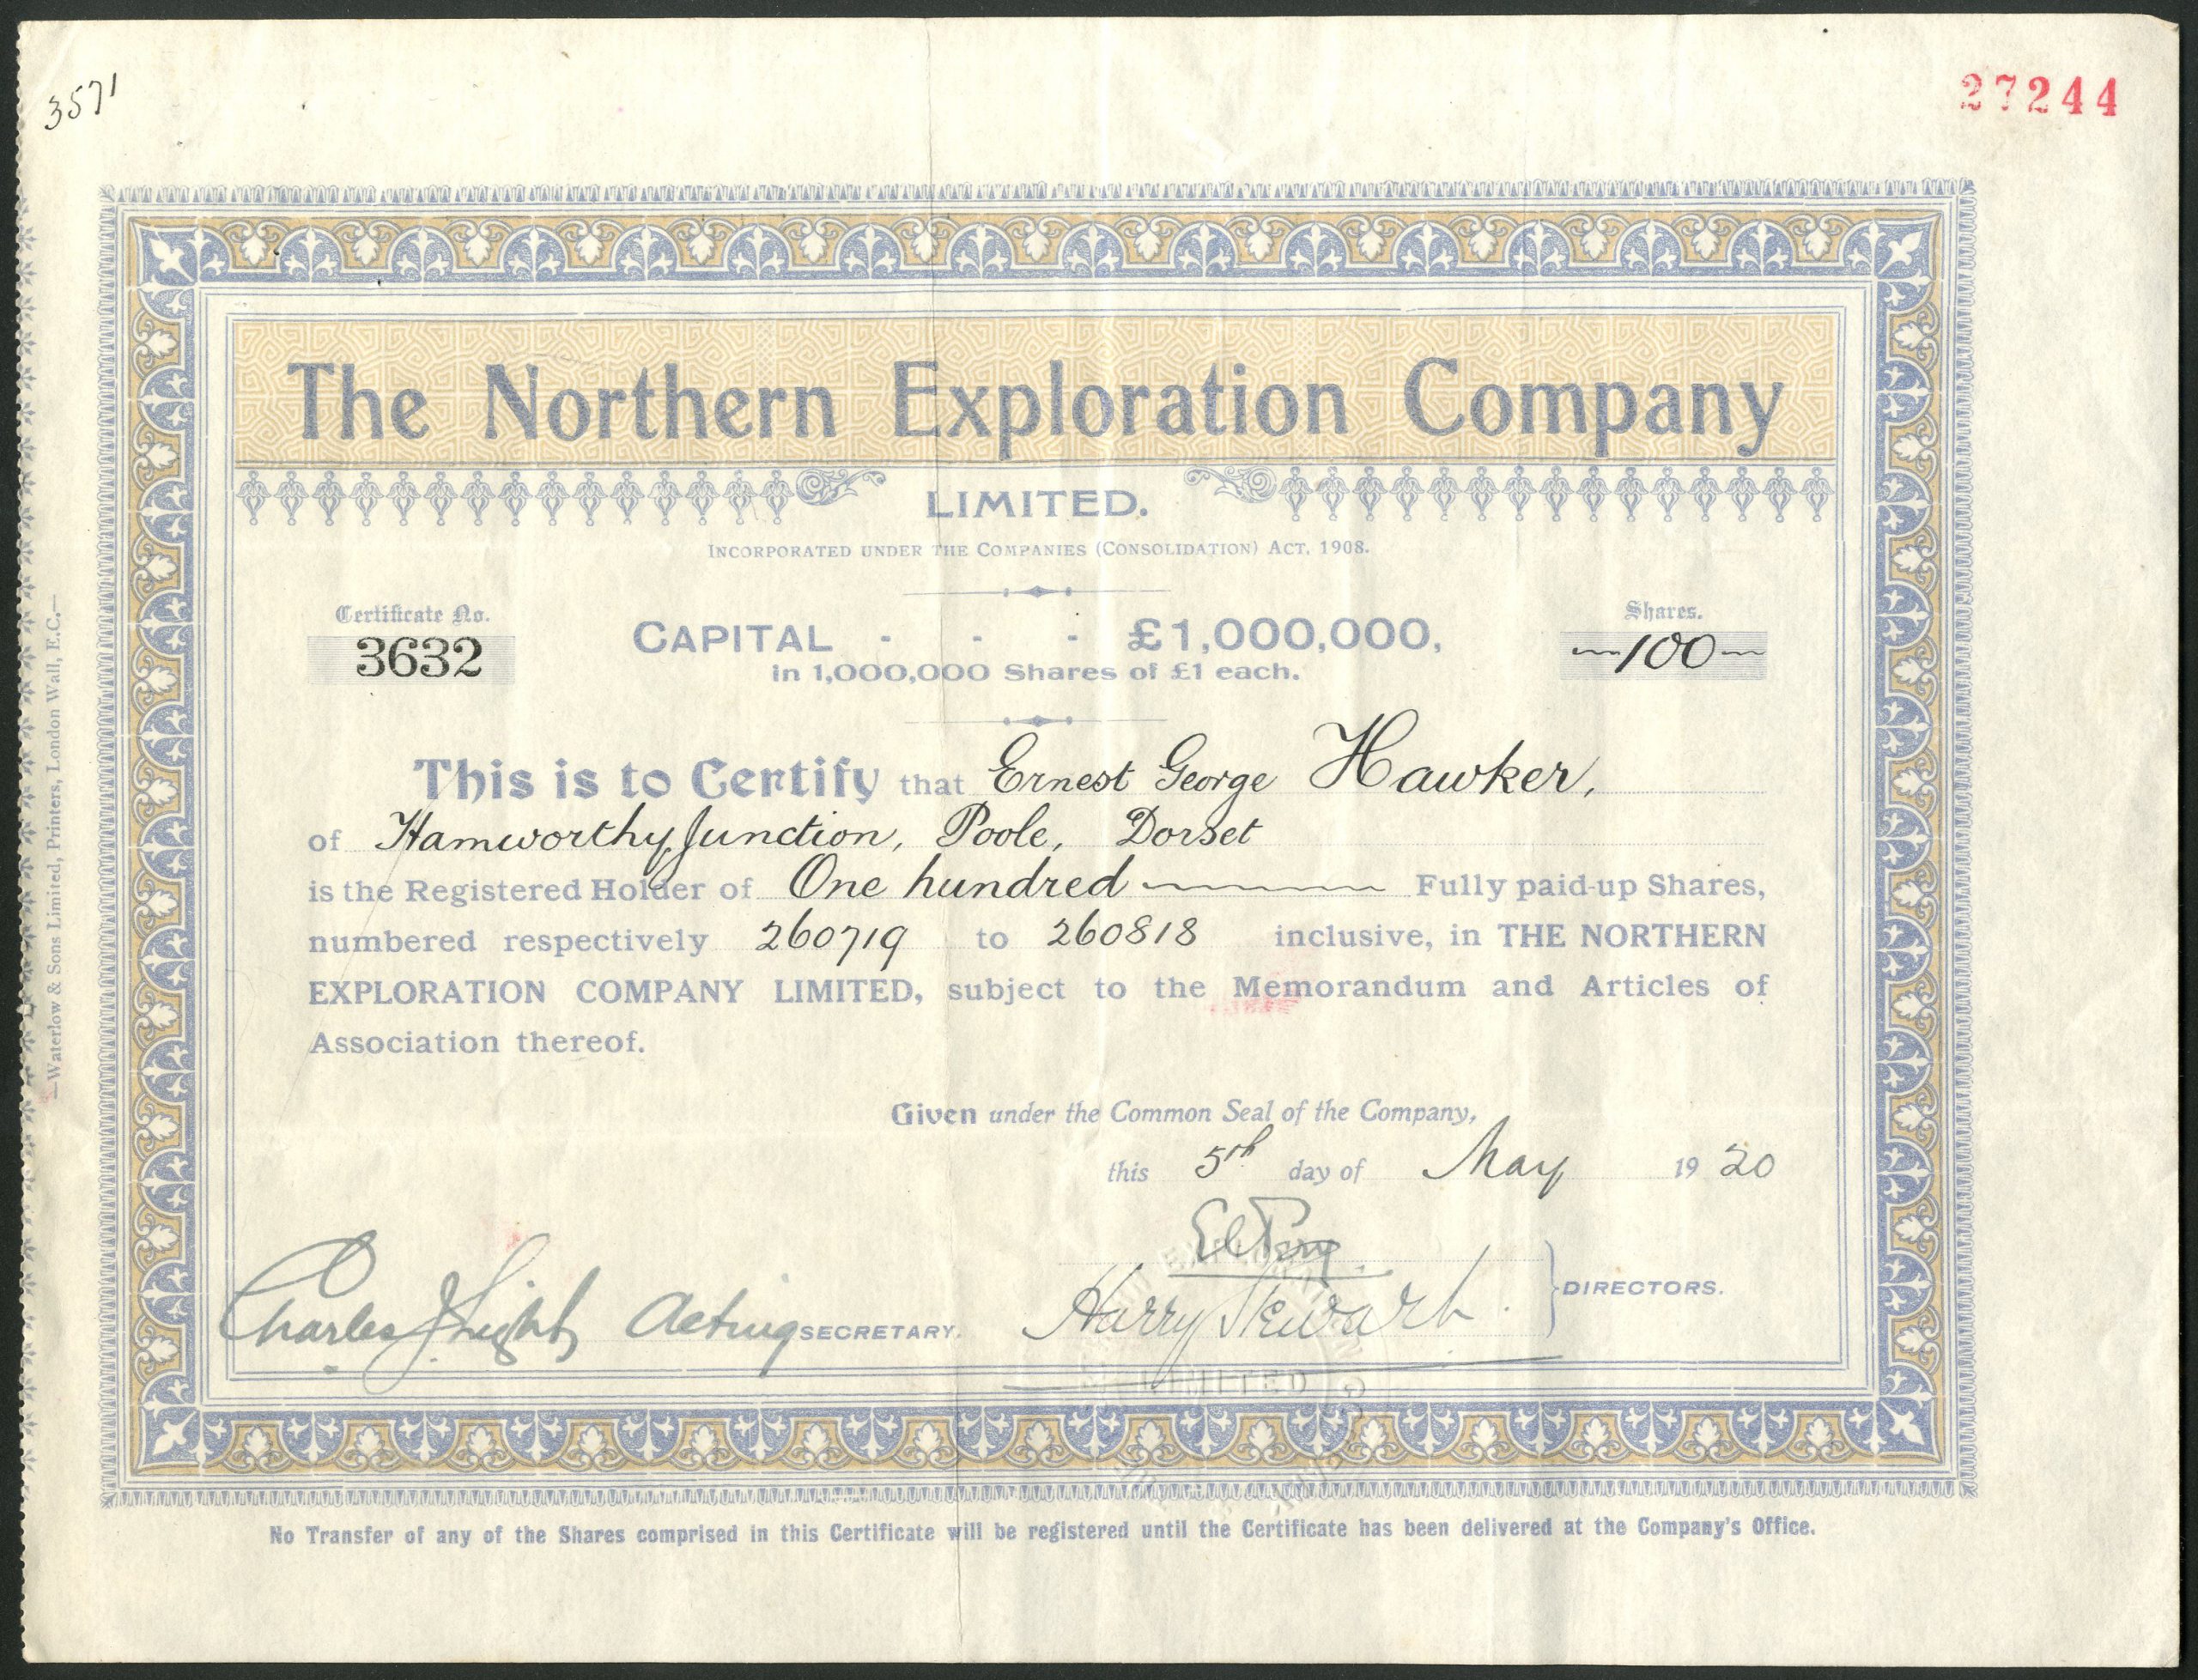 3571
27244
The Northern Exploration Company
LIMITED.
INCORPORATED UNDER THE COMPANIES (CONSOLIDATION) ACT, 1908.
Certificate No.
3632
CAPITAL - - - £1,000,000,
in 1,000,000 Shares of £1 each.
Shares.
100
This is to Certify that Ernest George Hawker,
of Hamworthy Junction, Poole, Dorset
is the Registered Holder of One hundred Fully paid-up Shares,
numbered respectively 260719 to 260818 inclusive, in THE NORTHERN
EXPLORATION COMPANY LIMITED, subject to the Memorandum and Articles of
Association thereof.
Given under the Common Seal of the Company,
this 5th day of May 1920
Harry Stewart.
DIRECTORS.
Charles J. Acting SECRETARY.
LIMITED
No Transfer of any of the Shares comprised in this Certificate will be registered until the Certificate has been delivered at the Company's Office.
—Waterlow & Sons Limited, Printers, London Wall, E.C.—